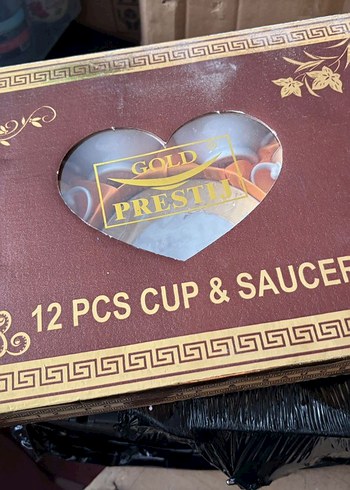 GOLD
PRESTIJ
12 PCS CUP & SAUCER